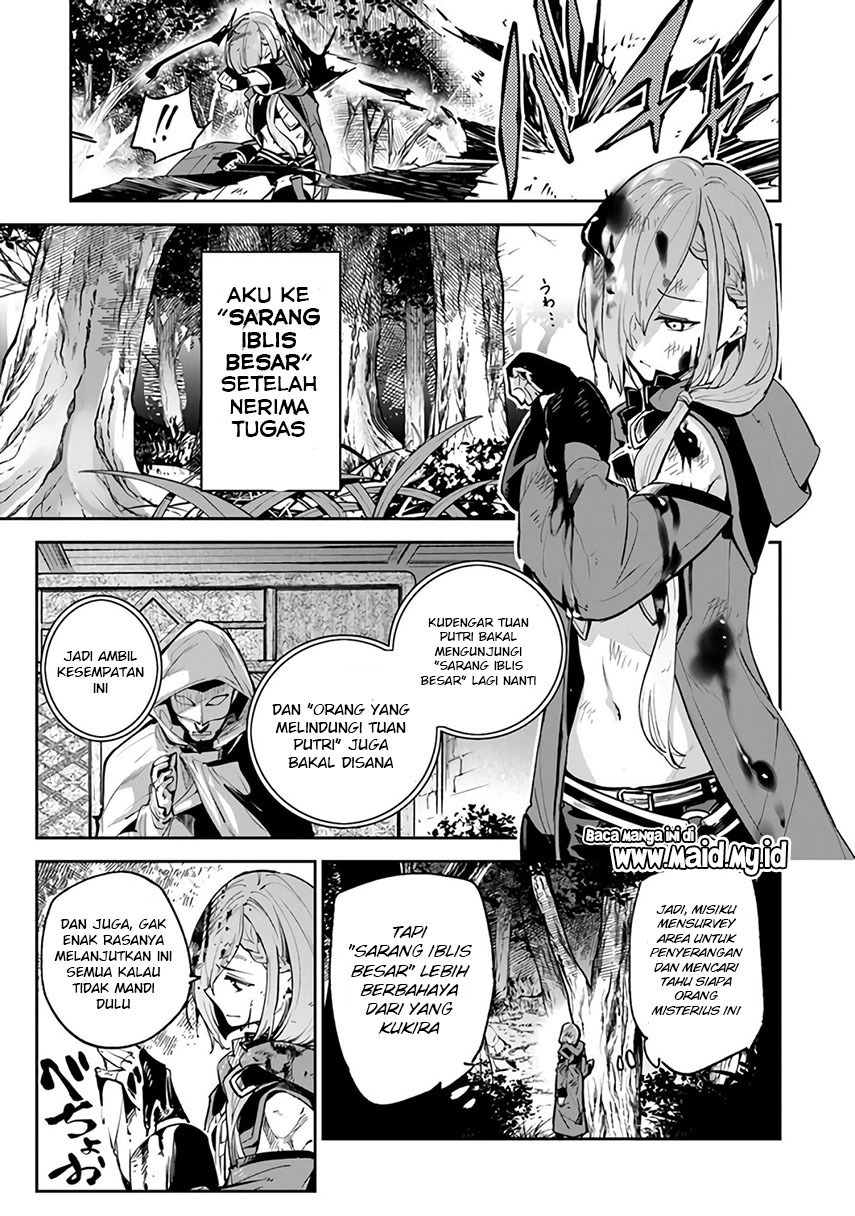 !!
うわ…
AKU KE
"SARANG
IBLIS
BESAR"
SETELAH
NERIMA
TUGAS
KUDENGAR TUAN
PUTRI BAKAL
MENGUNJUNGI
"SARANG IBLIS
BESAR" LAGI NANTI
DAN "ORANG YANG
MELINDUNGI TUAN
PUTRI" JUGA
BAKAL DISANA
JADI AMBIL
KESEMPATAN
INI
Baca manga ini di
www.Maid.My.id
JADI, MISIKU
MENSURVEY
AREA UNTUK
PENYERANGAN
DAN MENCARI
TAHU SIAPA
ORANG
MISTERIUS INI
TAPI
"SARANG IBLIS
BESAR" LEBIH
BERBAHAYA
DARI YANG
KUKIRA
DAN JUGA, GAK
ENAK RASANYA
MELANJUTKAN INI
SEMUA KALAU
TIDAK MANDI
DULU
べちょお